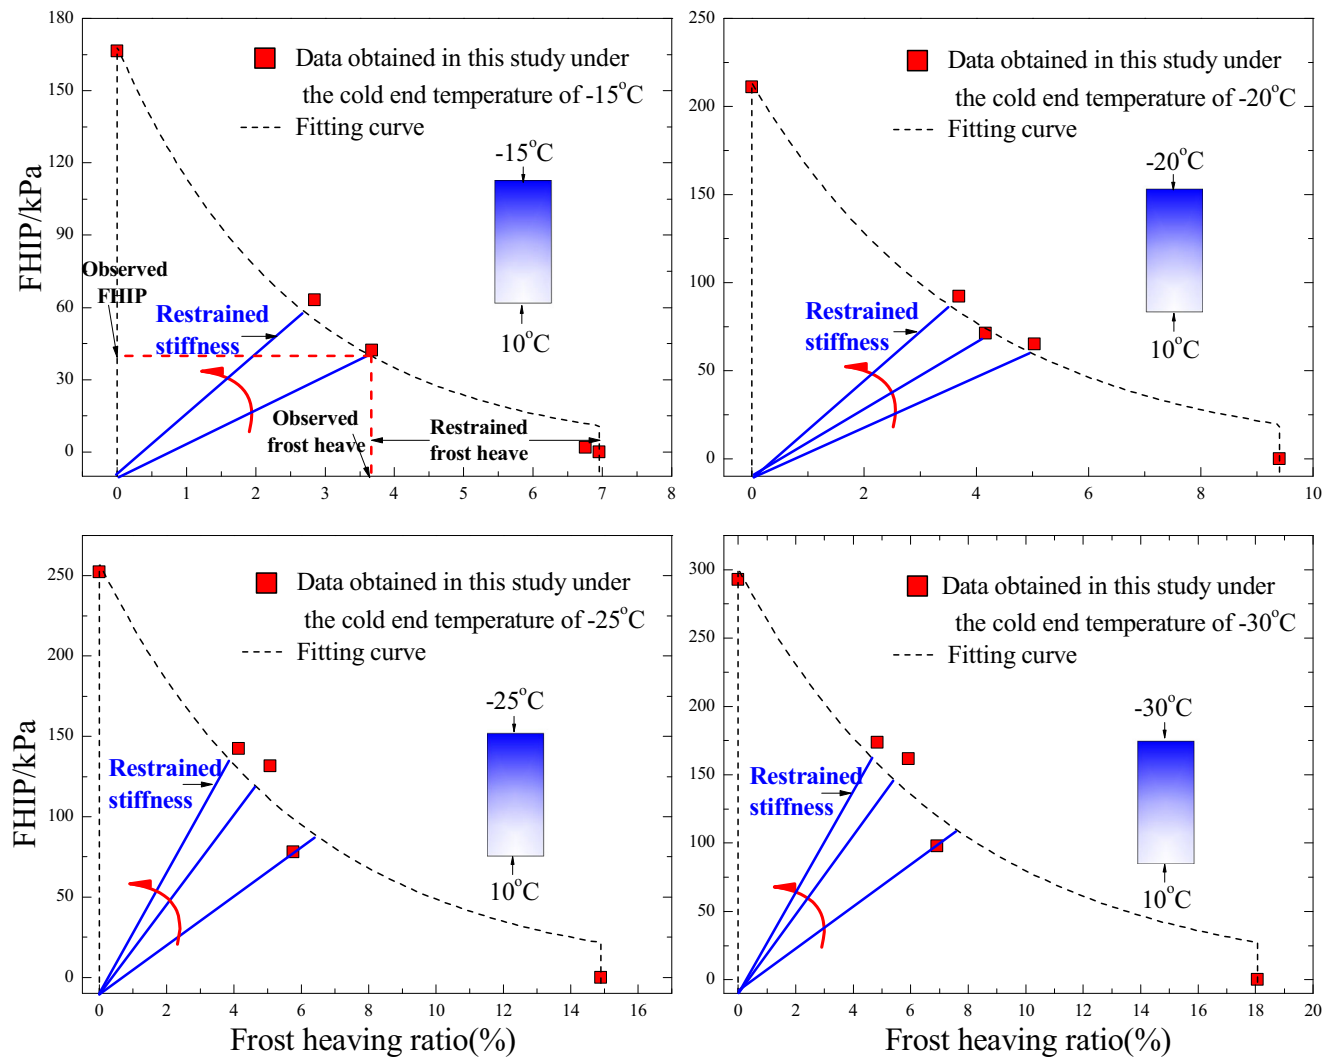 180
150
120
90
60
30
0
FHIP/kPa
Data obtained in this study under
the cold end temperature of -15°C
Fitting curve
-15°C
10°C
Observed
FHIP
Restrained
stiffness
Observed
frost heave
Restrained
frost heave
0 1 2 3 4 5 6 7 8
250
200
150
100
50
0
Data obtained in this study under
the cold end temperature of -20°C
Fitting curve
-20°C
10°C
Restrained
stiffness
0 2 4 6 8 10
250
200
150
100
50
0
FHIP/kPa
Data obtained in this study under
the cold end temperature of -25°C
Fitting curve
-25°C
10°C
Restrained
stiffness
0 2 4 6 8 10 12 14 16
Frost heaving ratio(%)
300
250
200
150
100
50
0
Data obtained in this study under
the cold end temperature of -30°C
Fitting curve
-30°C
10°C
Restrained
stiffness
0 2 4 6 8 10 12 14 16 18 20
Frost heaving ratio(%)